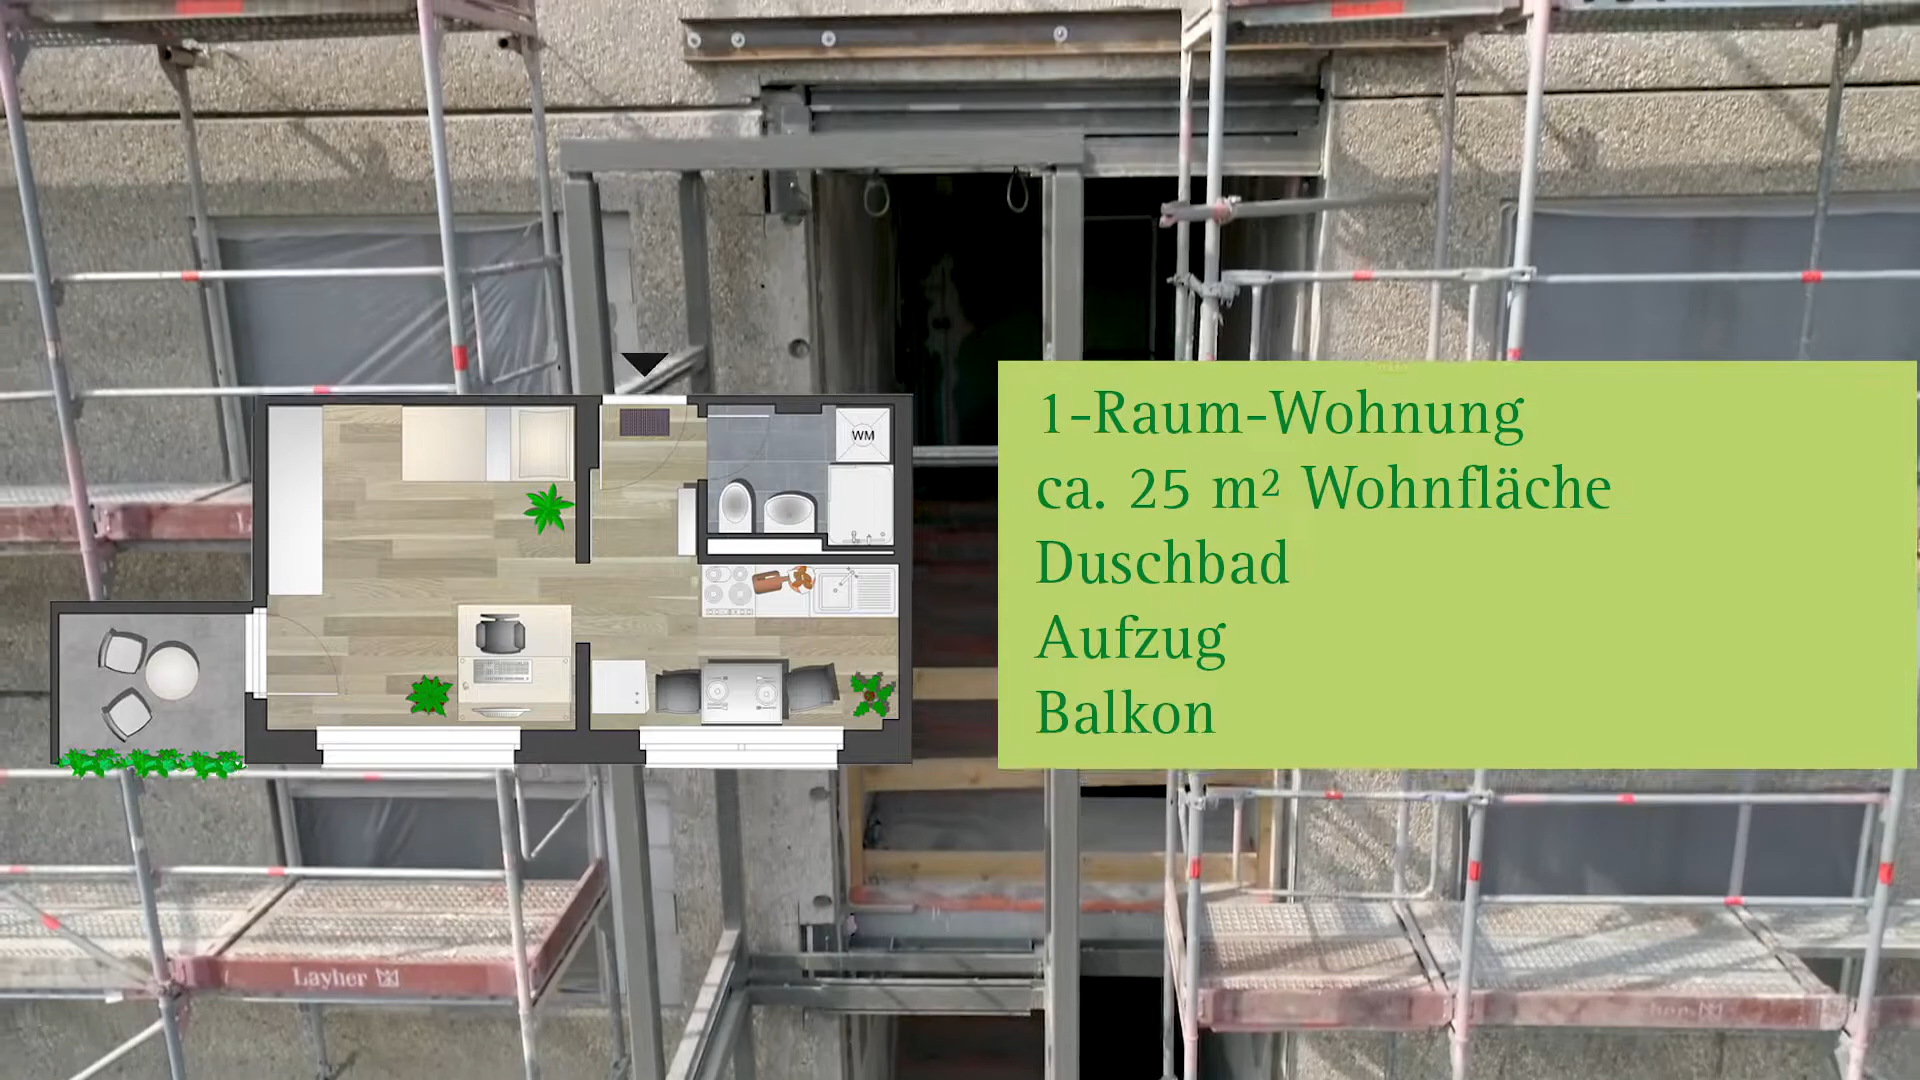 WM
1-Raum-Wohnung
ca. 25 m² Wohnfläche
Duschbad
Aufzug
Balkon
Layher